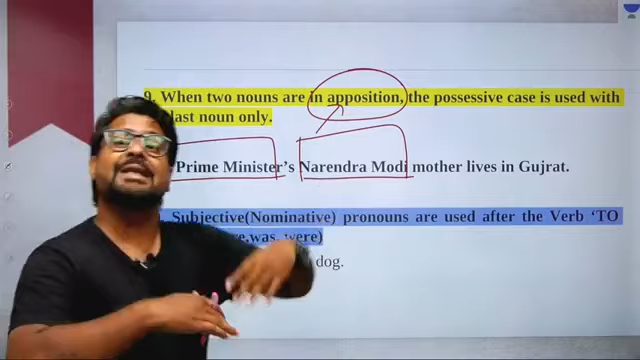 9. When two nouns are in apposition, the possessive case is used with
last noun only.
Prime Minister's Narendra Modi mother lives in Gujrat.
Subjective(Nominative) pronouns are used after the Verb 'TO
was, were)
dog.